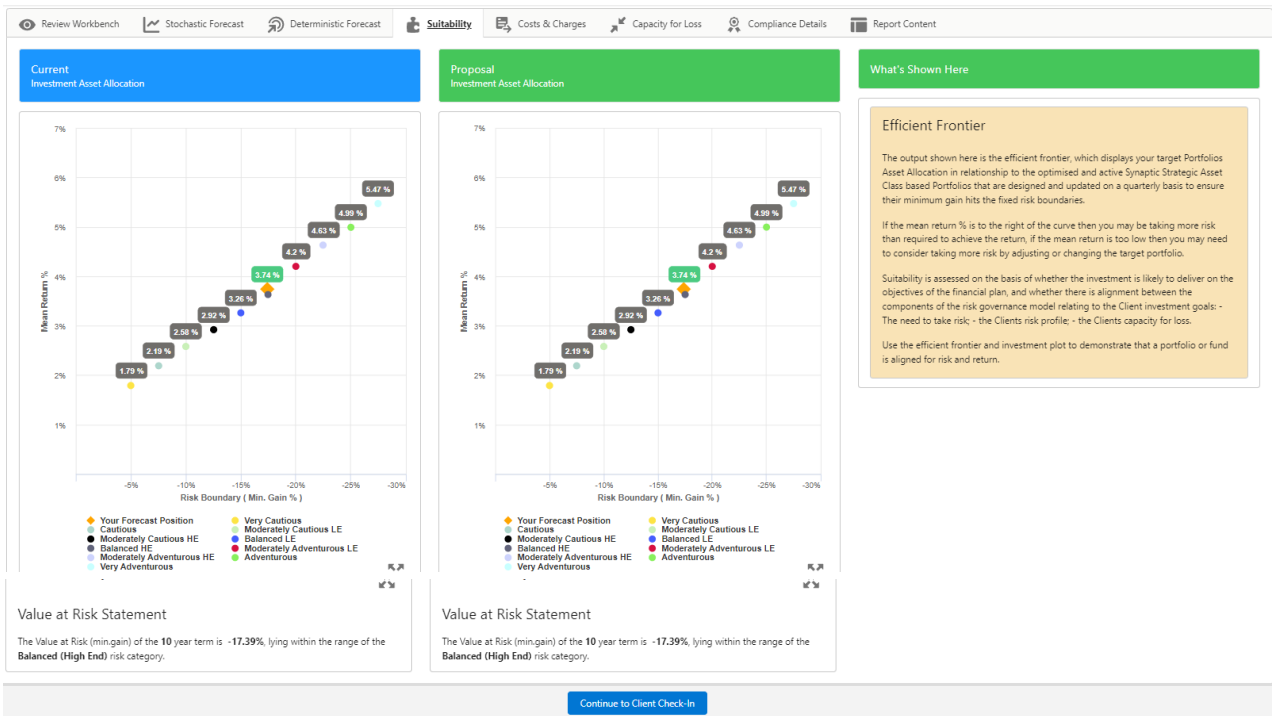 Review Workbench
Stochastic Forecast
Deterministic Forecast
Suitability
Costs & Charges
Capacity for Loss
Compliance Details
Report Content
Current
Investment Asset Allocation
7%
6%
5%
4%
3%
2%
1%
Mean Return %
5.47 %
4.99 %
4.63 %
4.2 %
3.74 %
3.26 %
2.92 %
2.58 %
2.19 %
1.79 %
-5%
-10%
-15%
-20%
-25%
-30%
Risk Boundary ( Min. Gain % )
Your Forecast Position
Very Cautious
Cautious
Moderately Cautious LE
Moderately Cautious HE
Balanced LE
Balanced HE
Moderately Adventurous LE
Moderately Adventurous HE
Adventurous
Very Adventurous
Value at Risk Statement
The Value at Risk (min.gain) of the 10 year term is -17.39%, lying within the range of the
Balanced (High End) risk category.
Proposal
Investment Asset Allocation
7%
6%
5%
4%
3%
2%
1%
Mean Return %
5.47 %
4.99 %
4.63 %
4.2 %
3.74 %
3.26 %
2.92 %
2.58 %
2.19 %
1.79 %
-5%
-10%
-15%
-20%
-25%
-30%
Risk Boundary ( Min. Gain % )
Your Forecast Position
Very Cautious
Cautious
Moderately Cautious LE
Moderately Cautious HE
Balanced LE
Balanced HE
Moderately Adventurous LE
Moderately Adventurous HE
Adventurous
Very Adventurous
Value at Risk Statement
The Value at Risk (min.gain) of the 10 year term is -17.39%, lying within the range of the
Balanced (High End) risk category.
What's Shown Here
Efficient Frontier
The output shown here is the efficient frontier, which displays your target Portfolios
Asset Allocation in relationship to the optimised and active Synaptic Strategic Asset
Class based Portfolios that are designed and updated on a quarterly basis to ensure
their minimum gain hits the fixed risk boundaries.
If the mean return % is to the right of the curve then you may be taking more risk
than required to achieve the return, if the mean return is too low then you may need
to consider taking more risk by adjusting or changing the target portfolio.
Suitability is assessed on the basis of whether the investment is likely to deliver on the
objectives of the financial plan, and whether there is alignment between the
components of the risk governance model relating to the Client investment goals: -
The need to take risk; - the Clients risk profile; - the Clients capacity for loss.
Use the efficient frontier and investment plot to demonstrate that a portfolio or fund
is aligned for risk and return.
Continue to Client Check-In